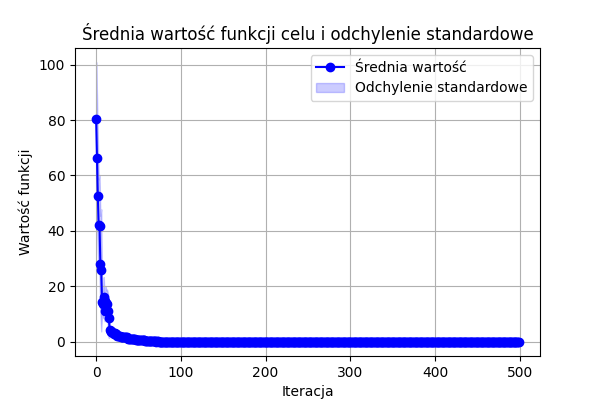 Średnia wartość funkcji celu i odchylenie standardowe
Średnia wartość
Odchylenie standardowe
Wartość funkcji
100
80
60
40
20
0
0 100 200 300 400 500
Iteracja